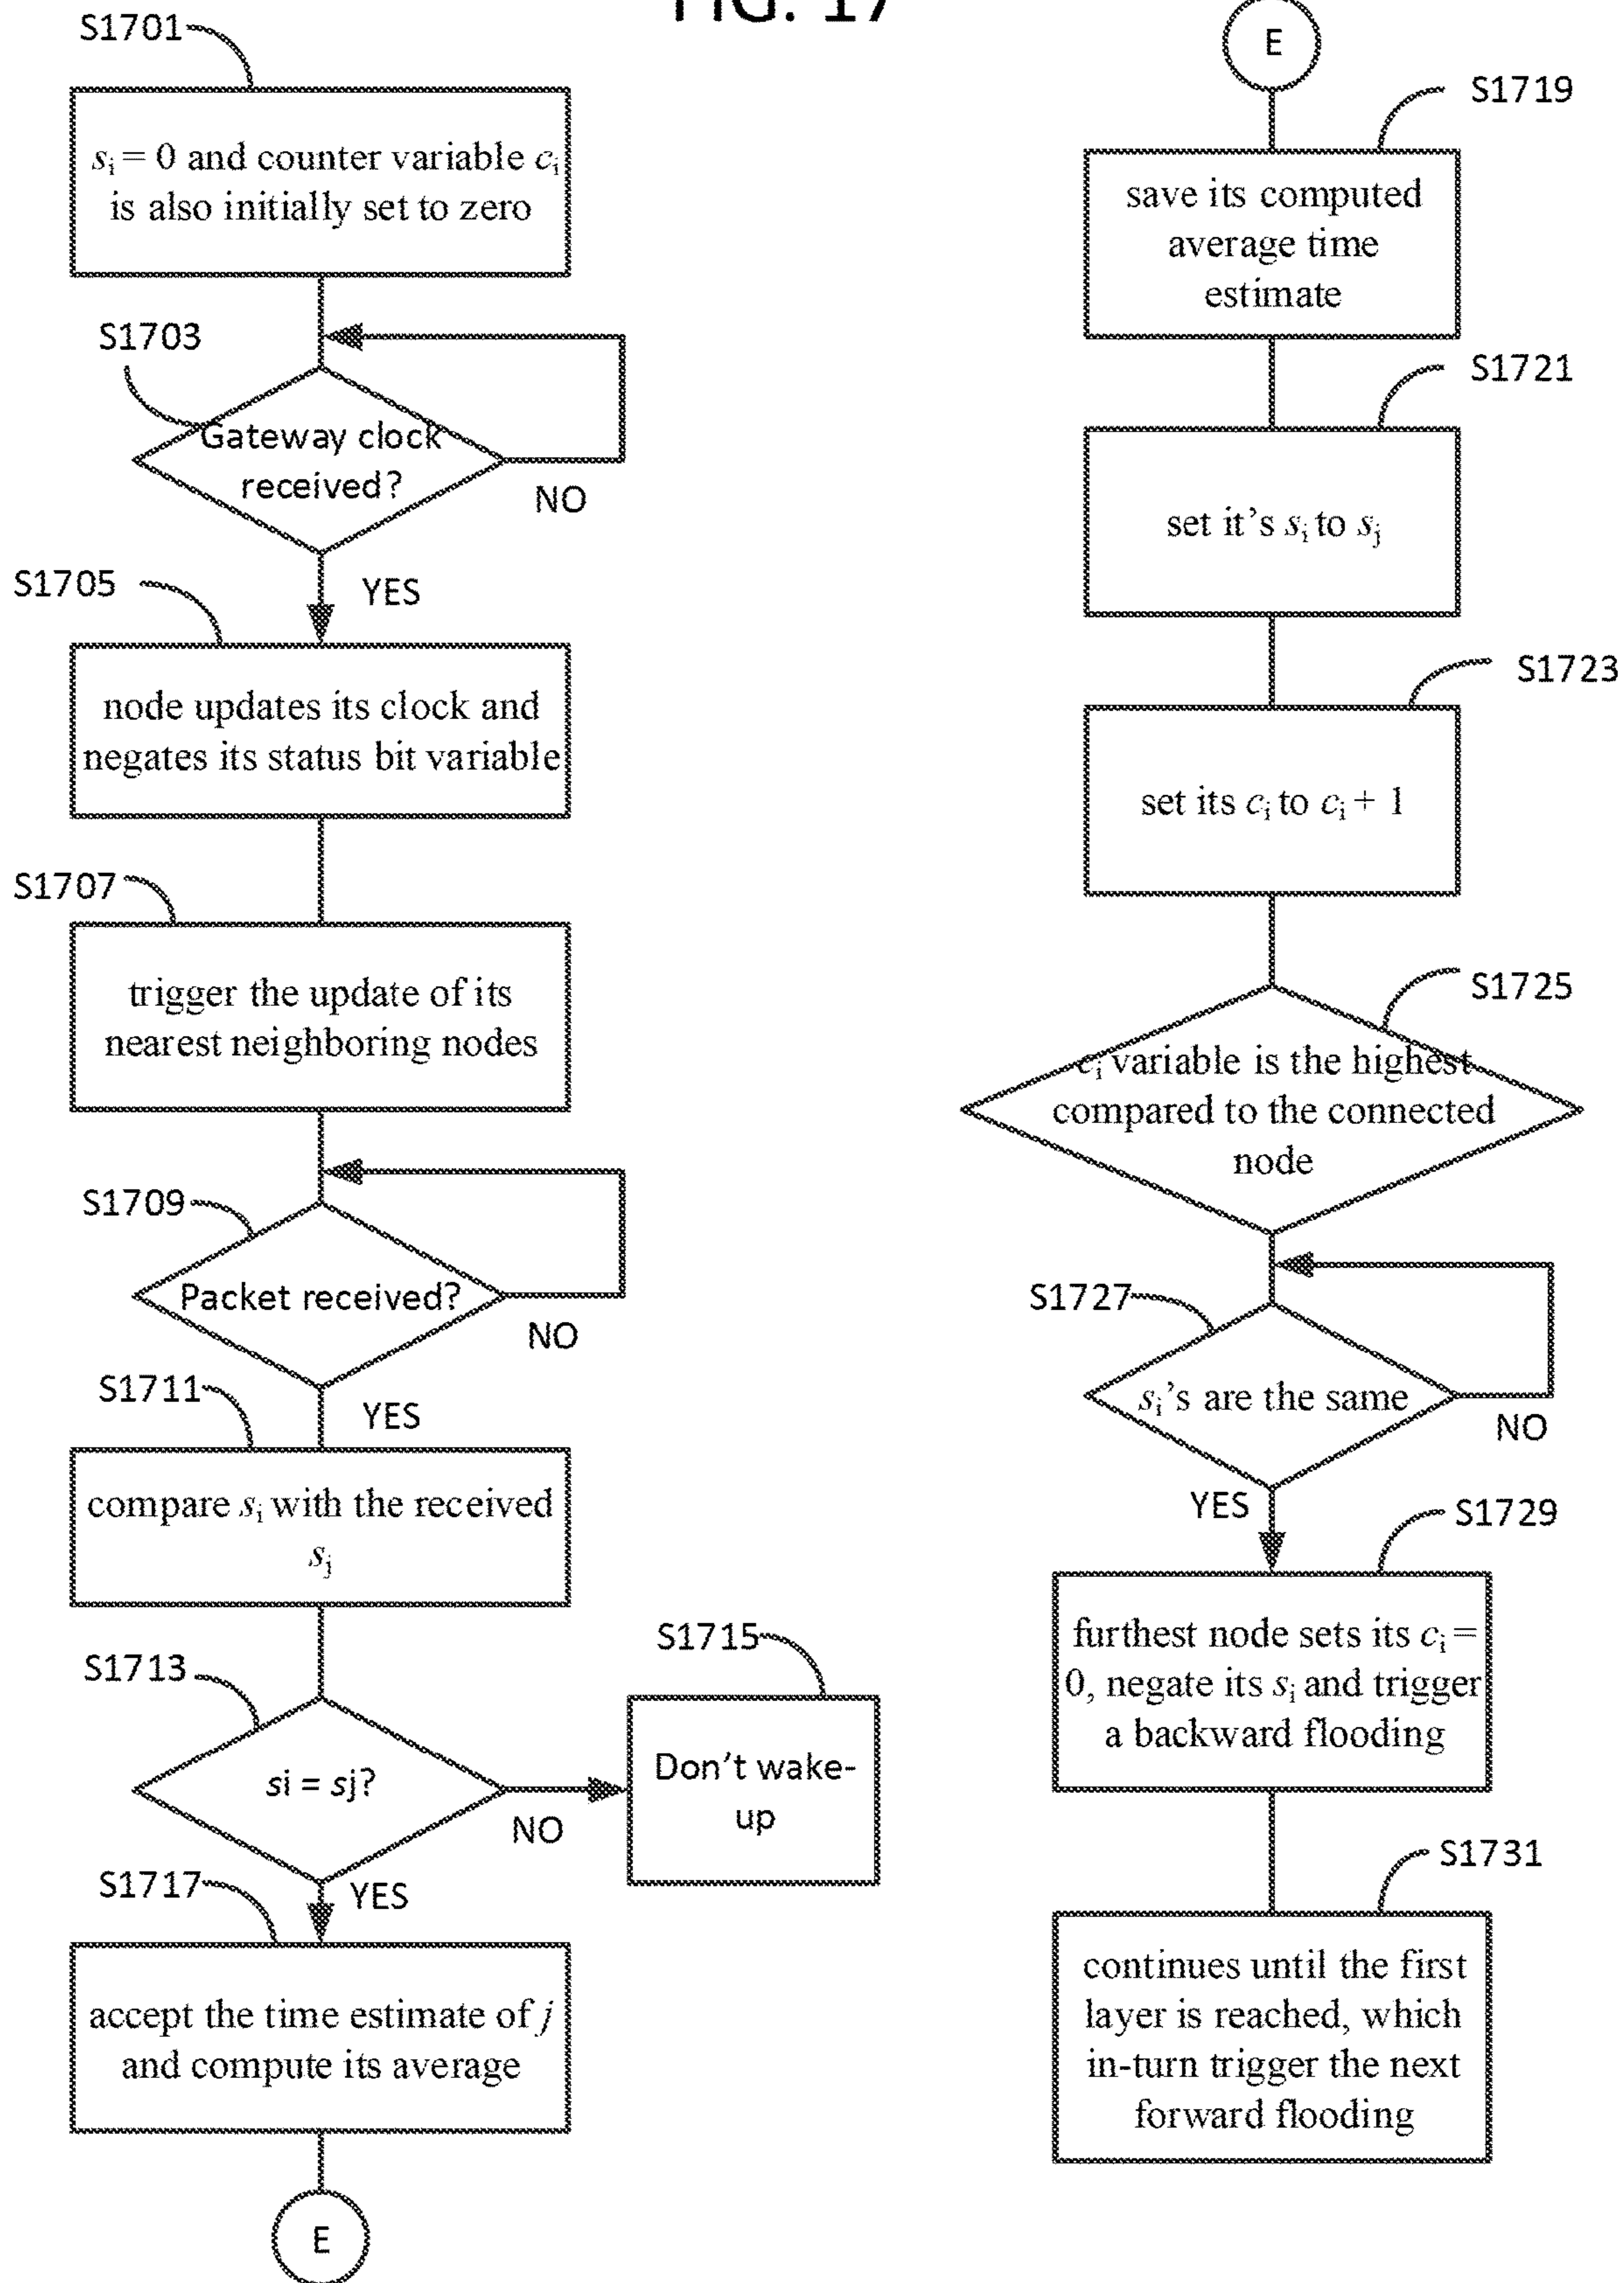 FIG. 17
S1701
si = 0 and counter variable ci
is also initially set to zero
S1703
Gateway clock
received?
NO
YES
S1705
node updates its clock and
negates its status bit variable
S1707
trigger the update of its
nearest neighboring nodes
S1709
Packet received?
NO
YES
S1711
compare si with the received
sj
S1713
si = sj?
NO
S1715
Don't wake-
up
YES
S1717
accept the time estimate of j
and compute its average
E
E
S1719
save its computed
average time
estimate
S1721
set it's si to sj
S1723
set its ci to ci + 1
S1725
ci variable is the highest
compared to the connected
node
S1727
si's are the same
NO
YES
S1729
furthest node sets its ci =
0, negate its si and trigger
a backward flooding
S1731
continues until the first
layer is reached, which
in-turn trigger the next
forward flooding